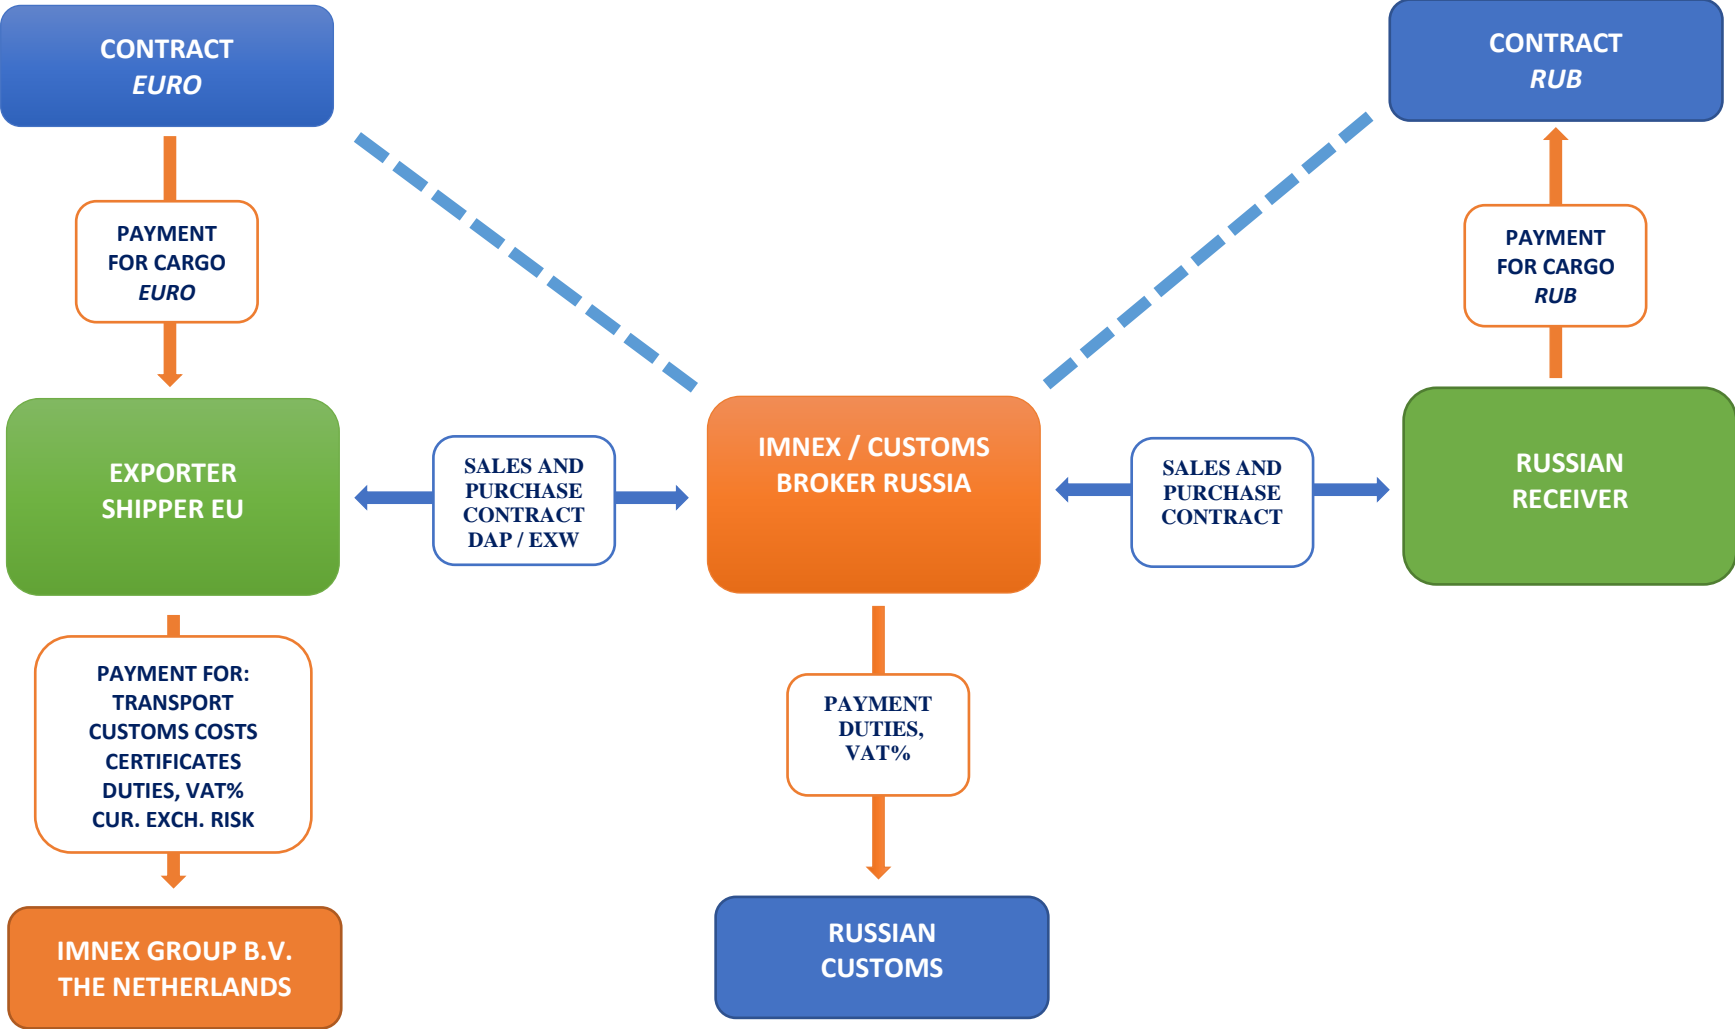 CONTRACT
EURO
CONTRACT
RUB
PAYMENT
FOR CARGO
EURO
PAYMENT
FOR CARGO
RUB
EXPORTER
SHIPPER EU
SALES AND
PURCHASE
CONTRACT
DAP / EXW
IMNEX / CUSTOMS
BROKER RUSSIA
SALES AND
PURCHASE
CONTRACT
RUSSIAN
RECEIVER
PAYMENT FOR:
TRANSPORT
CUSTOMS COSTS
CERTIFICATES
DUTIES, VAT%
CUR. EXCH. RISK
PAYMENT
DUTIES,
VAT%
IMNEX GROUP B.V.
THE NETHERLANDS
RUSSIAN
CUSTOMS